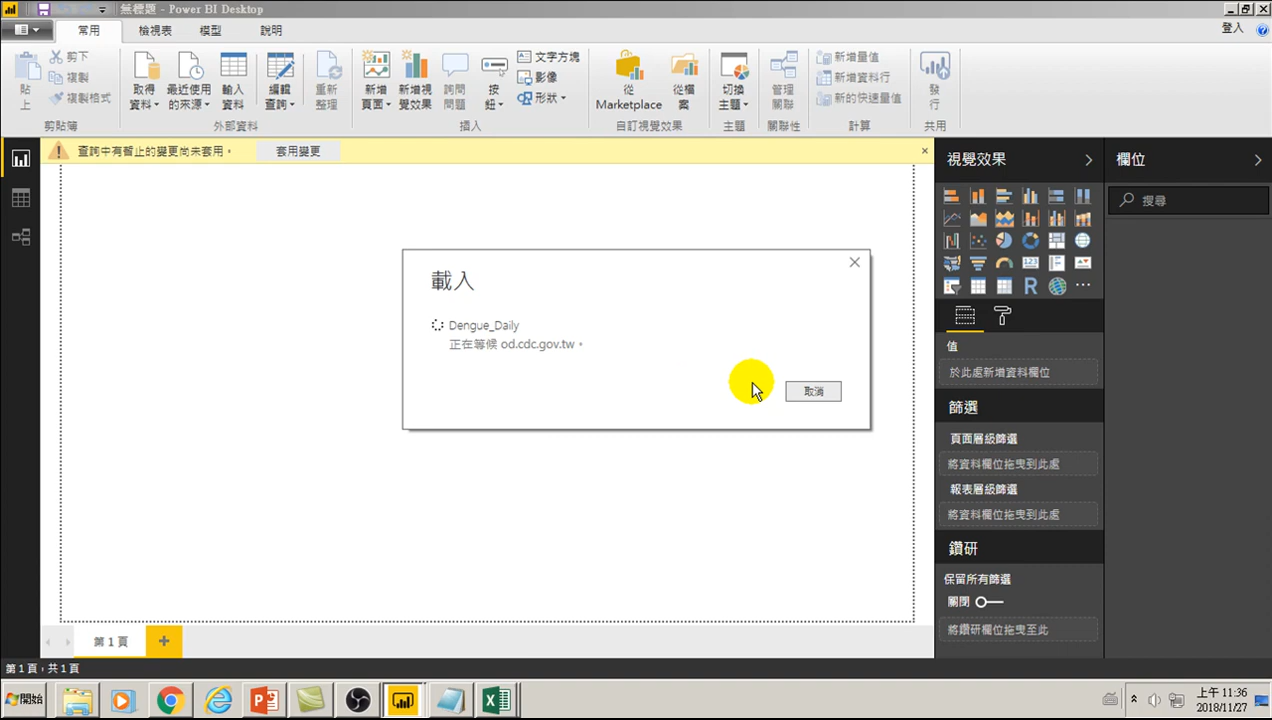 無標題 - Power BI Desktop
常用
檢視表
模型
說明
登入
貼上
剪下
複製
複製格式
剪貼簿
取得資料
最近使用的來源
輸入資料
編輯查詢
重新整理
外部資料
新增頁面
新增視覺效果
詢問問題
按鈕
文字方塊
影像
形狀
插入
從 Marketplace
從檔案
自訂視覺效果
切換主題
主題
管理關聯
關聯性
新增量值
新增資料行
新的快速量值
計算
發行
共用
查詢中有暫止的變更尚未套用。
套用變更
載入
Dengue_Daily
正在等候 od.cdc.gov.tw。
取消
視覺效果
值
於此處新增資料欄位
篩選
頁面層級篩選
將資料欄位拖曳到此處
報表層級篩選
將資料欄位拖曳到此處
鑽研
保留所有篩選
關閉
將鑽研欄位拖曳至此
欄位
搜尋
第 1 頁
第 1 頁，共 1 頁
開始
上午 11:36
2018/11/27